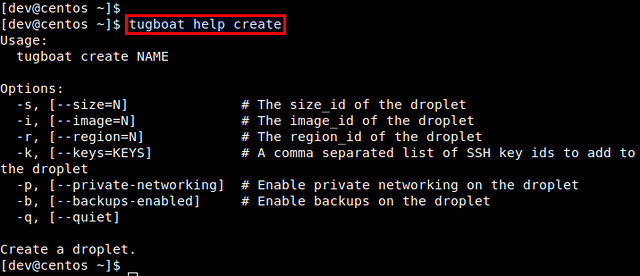 [dev@centos ~]$
[dev@centos ~]$ tugboat help create
Usage:
  tugboat create NAME

Options:
  -s, [--size=N]              # The size_id of the droplet
  -i, [--image=N]             # The image_id of the droplet
  -r, [--region=N]            # The region_id of the droplet
  -k, [--keys=KEYS]           # A comma separated list of SSH key ids to add to
the droplet
  -p, [--private-networking]  # Enable private networking on the droplet
  -b, [--backups-enabled]     # Enable backups on the droplet
  -q, [--quiet]

Create a droplet.
[dev@centos ~]$